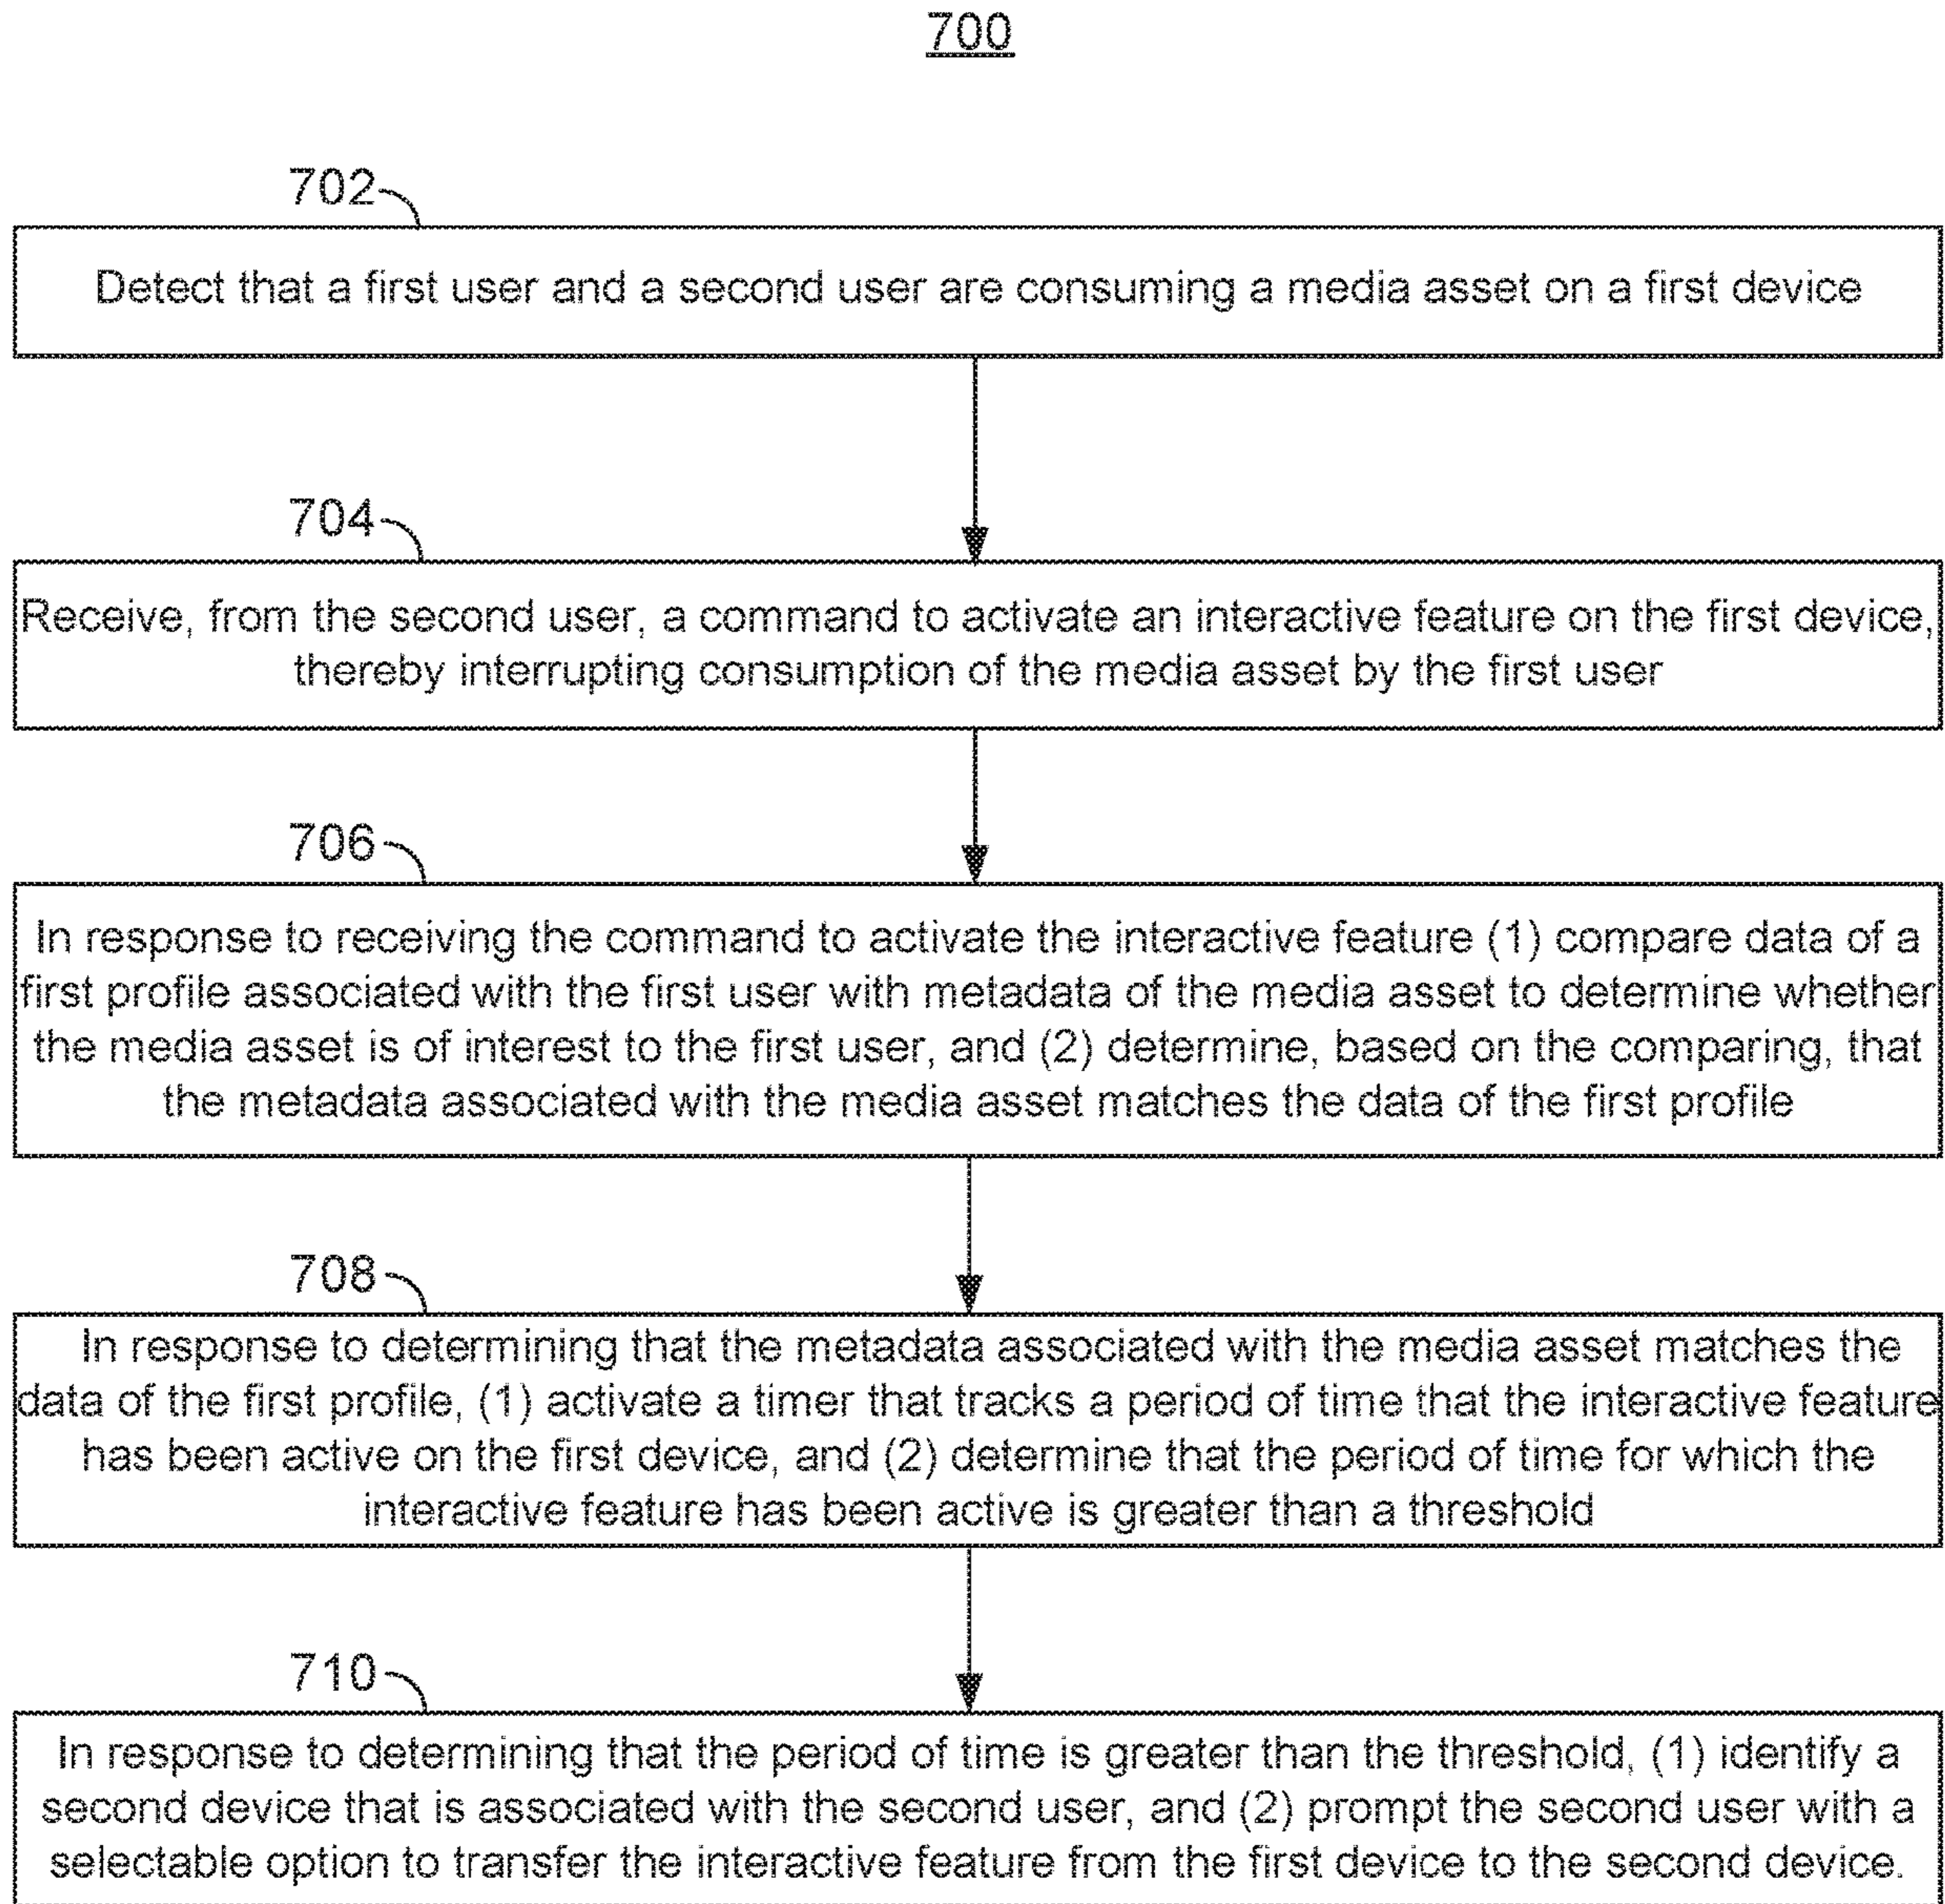 700
702
Detect that a first user and a second user are consuming a media asset on a first device
704
Receive, from the second user, a command to activate an interactive feature on the first device,
thereby interrupting consumption of the media asset by the first user
706
In response to receiving the command to activate the interactive feature (1) compare data of a
first profile associated with the first user with metadata of the media asset to determine whether
the media asset is of interest to the first user, and (2) determine, based on the comparing, that
the metadata associated with the media asset matches the data of the first profile
708
In response to determining that the metadata associated with the media asset matches the
data of the first profile, (1) activate a timer that tracks a period of time that the interactive feature
has been active on the first device, and (2) determine that the period of time for which the
interactive feature has been active is greater than a threshold
710
In response to determining that the period of time is greater than the threshold, (1) identify a
second device that is associated with the second user, and (2) prompt the second user with a
selectable option to transfer the interactive feature from the first device to the second device.